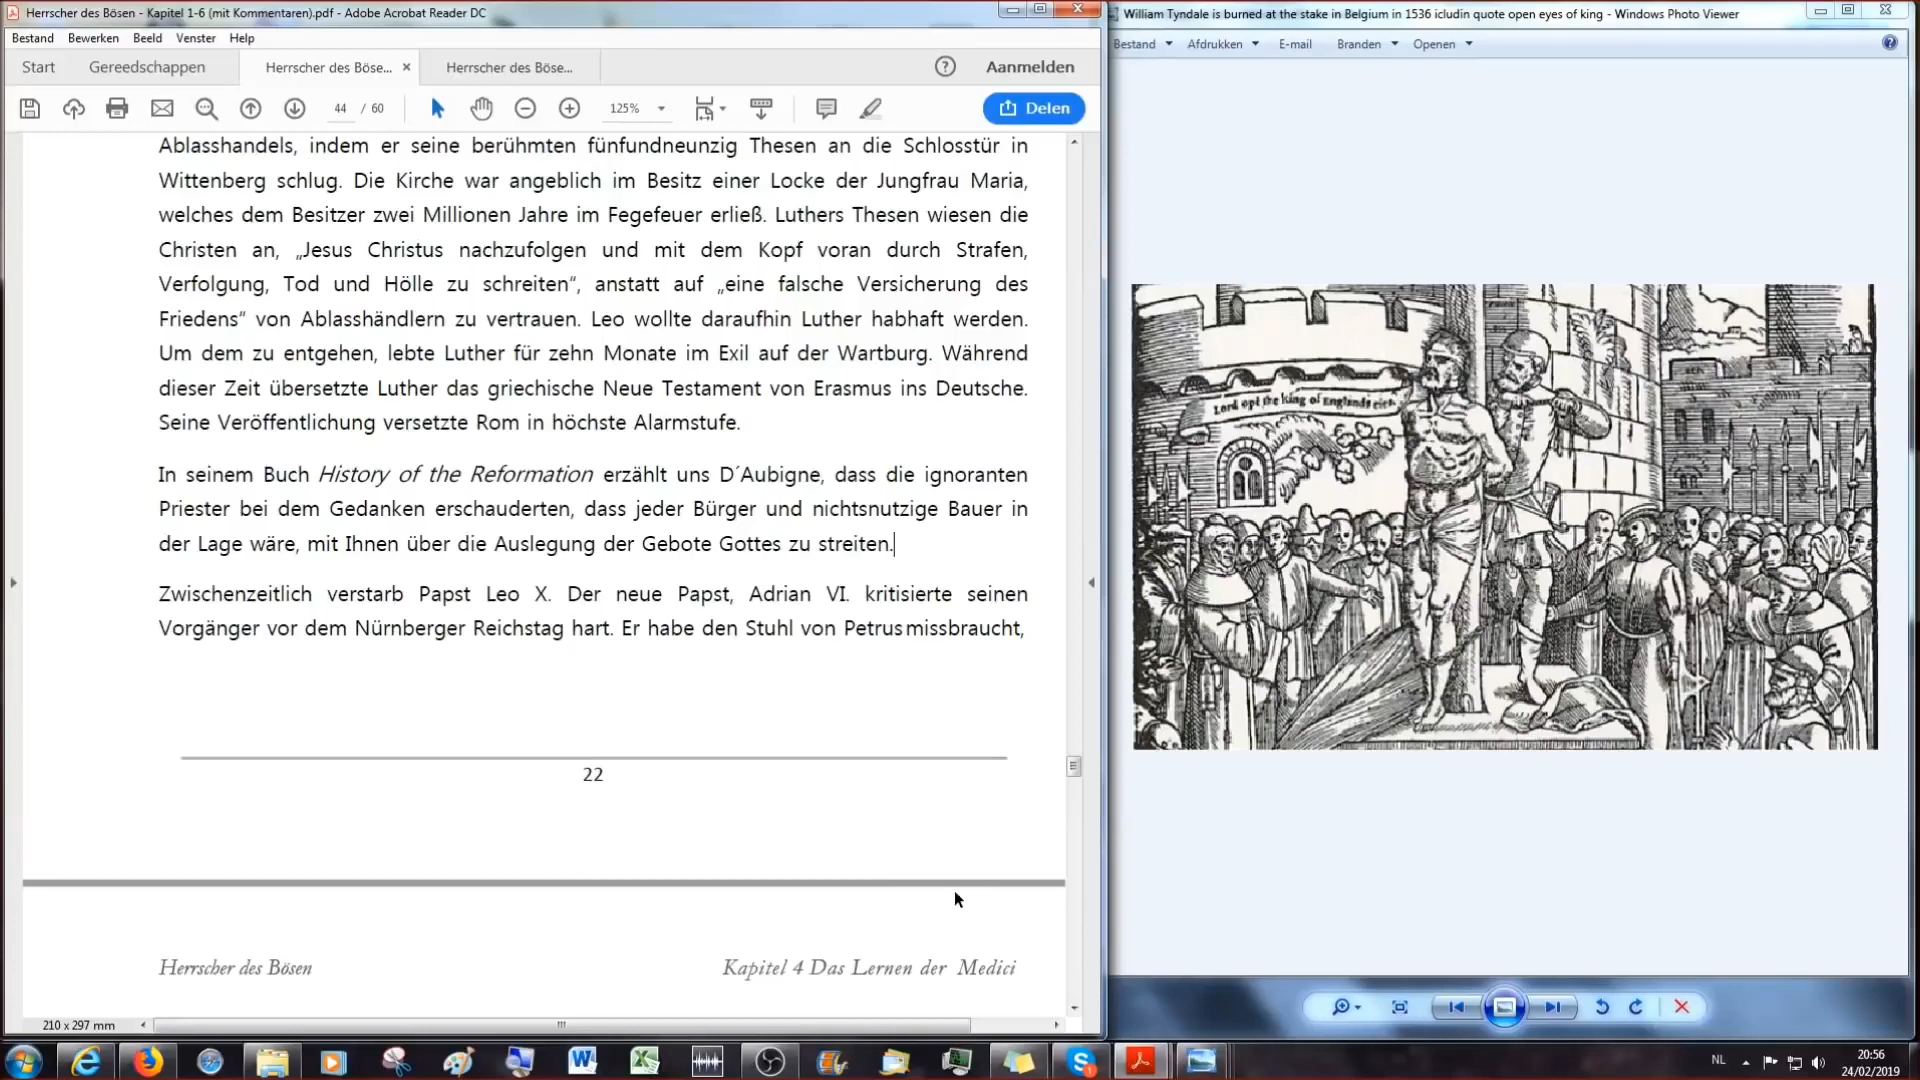 Herrscher des Bösen - Kapitel 1-6 (mit Kommentaren).pdf - Adobe Acrobat Reader DC
Bestand Bewerken Beeld Venster Help
Start Gereedschappen Herrscher des Böse... × Herrscher des Böse... Aanmelden
44 / 60 125% Delen
Ablasshandels, indem er seine berühmten fünfundneunzig Thesen an die Schlosstür in
Wittenberg schlug. Die Kirche war angeblich im Besitz einer Locke der Jungfrau Maria,
welches dem Besitzer zwei Millionen Jahre im Fegefeuer erließ. Luthers Thesen wiesen die
Christen an, „Jesus Christus nachzufolgen und mit dem Kopf voran durch Strafen,
Verfolgung, Tod und Hölle zu schreiten“, anstatt auf „eine falsche Versicherung des
Friedens“ von Ablasshändlern zu vertrauen. Leo wollte daraufhin Luther habhaft werden.
Um dem zu entgehen, lebte Luther für zehn Monate im Exil auf der Wartburg. Während
dieser Zeit übersetzte Luther das griechische Neue Testament von Erasmus ins Deutsche.
Seine Veröffentlichung versetzte Rom in höchste Alarmstufe.
In seinem Buch History of the Reformation erzählt uns D´Aubigne, dass die ignoranten
Priester bei dem Gedanken erschauderten, dass jeder Bürger und nichtsnutzige Bauer in
der Lage wäre, mit Ihnen über die Auslegung der Gebote Gottes zu streiten.
Zwischenzeitlich verstarb Papst Leo X. Der neue Papst, Adrian VI. kritisierte seinen
Vorgänger vor dem Nürnberger Reichstag hart. Er habe den Stuhl von Petrus missbraucht,
22
Herrscher des Bösen Kapitel 4 Das Lernen der Medici
210 x 297 mm
William Tyndale is burned at the stake in Belgium in 1536 icludin quote open eyes of king - Windows Photo Viewer
Bestand Afdrukken E-mail Branden Openen
Lord opē the king of Englands eies
NL
20:56
24/02/2019